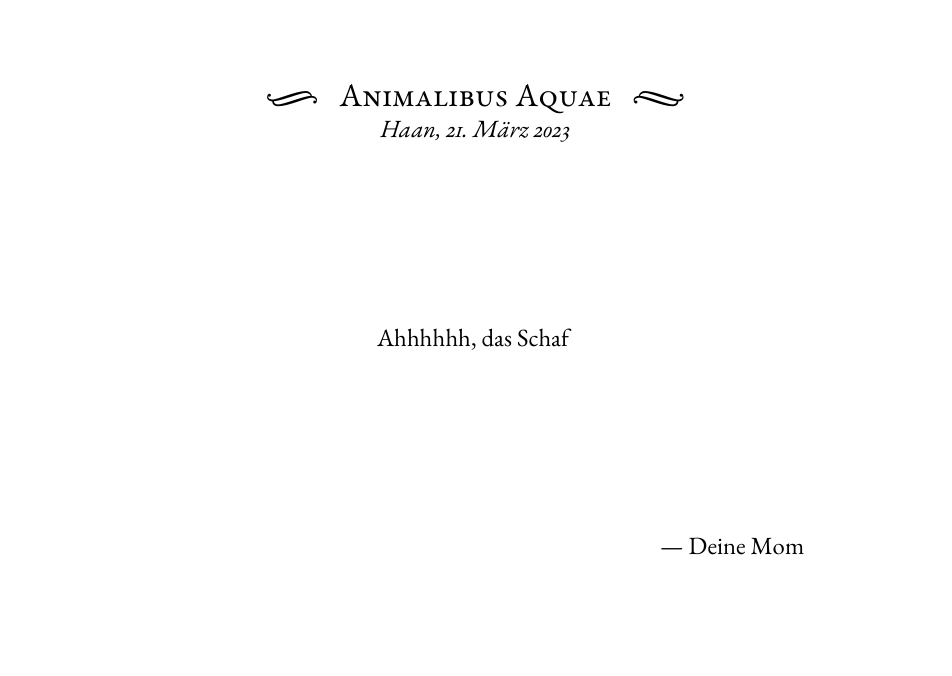 Animalibus Aquae
Haan, 21. März 2023
Ahhhhhh, das Schaf
— Deine Mom